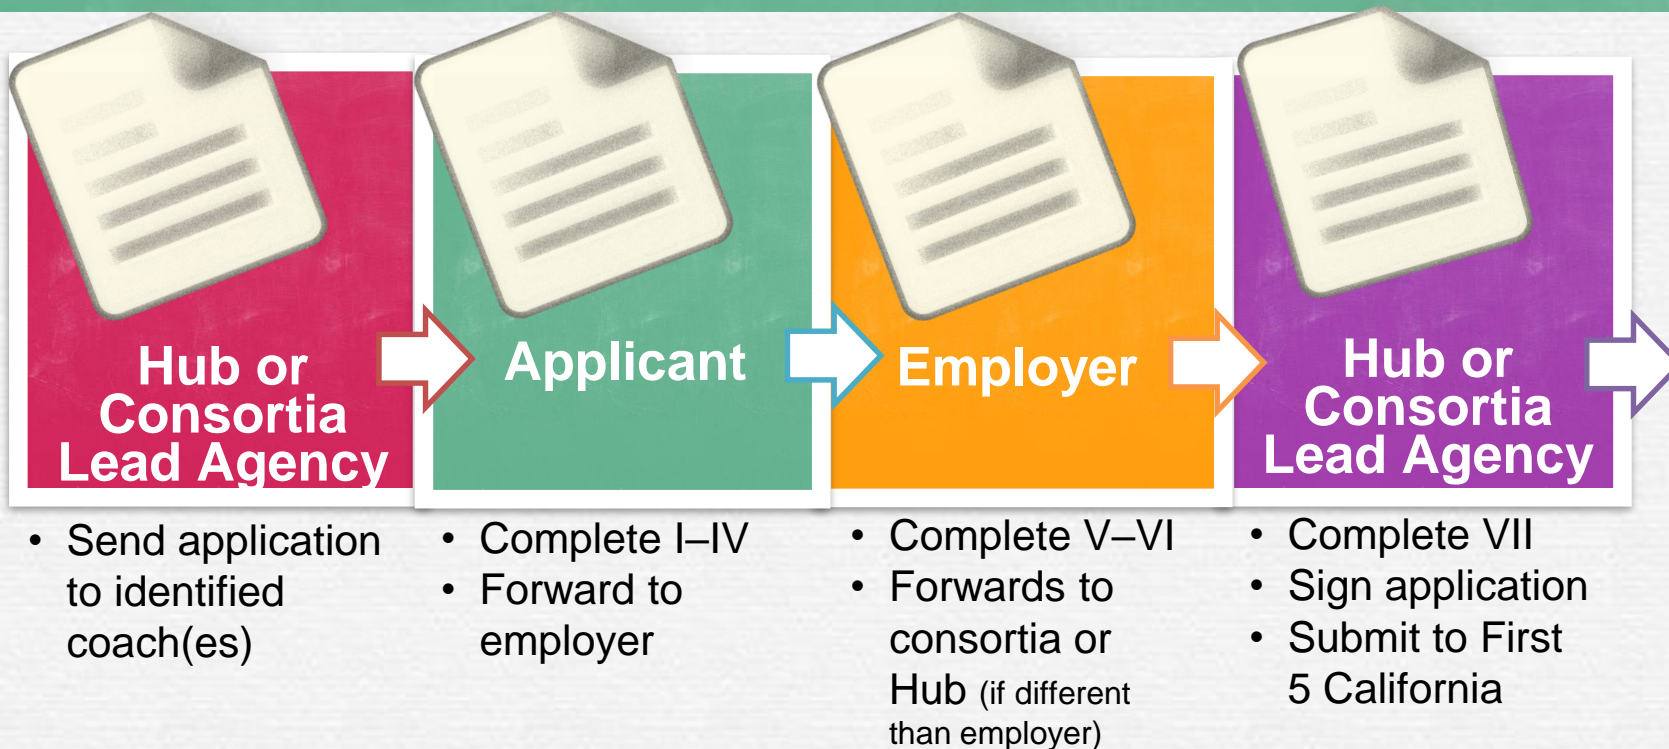 Hub or
Consortia
Lead Agency
• Send application
to identified
coach(es)
Applicant
• Complete I–IV
• Forward to
employer
Employer
• Complete V–VI
• Forwards to
consortia or
Hub (if different
than employer)
Hub or
Consortia
Lead Agency
• Complete VII
• Sign application
• Submit to First
5 California